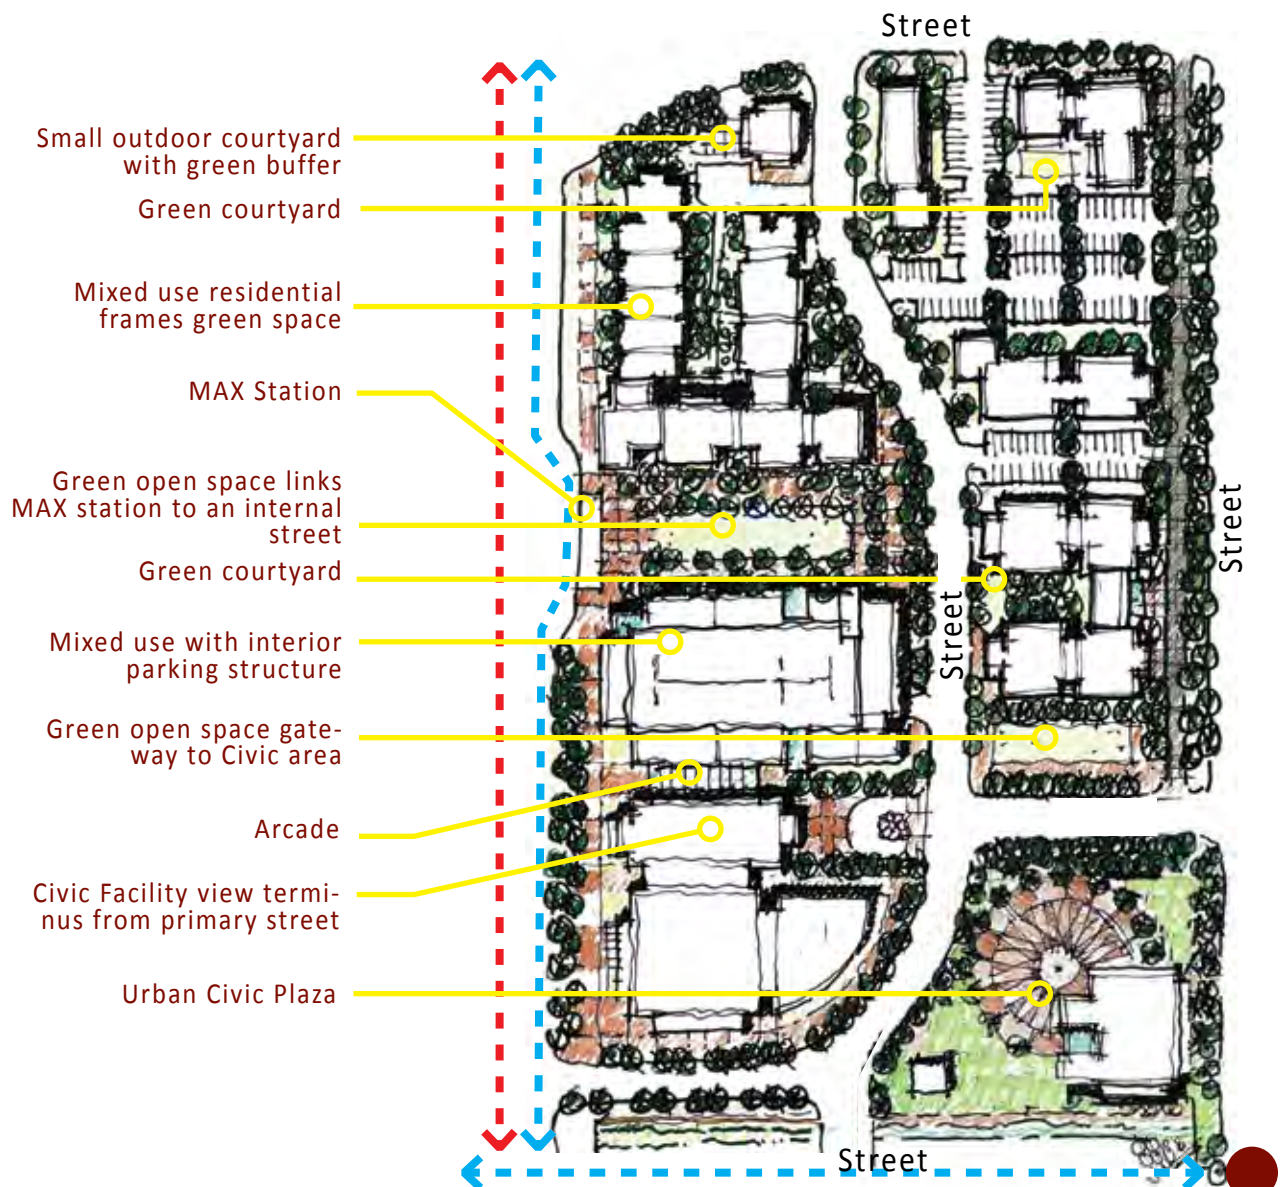 Street
Small outdoor courtyard
with green buffer
Green courtyard
Mixed use residential
frames green space
MAX Station
Green open space links
MAX station to an internal
street
Green courtyard
Mixed use with interior
parking structure
Green open space gate-
way to Civic area
Arcade
Civic Facility view termi-
nus from primary street
Urban Civic Plaza
Street
Street
Street